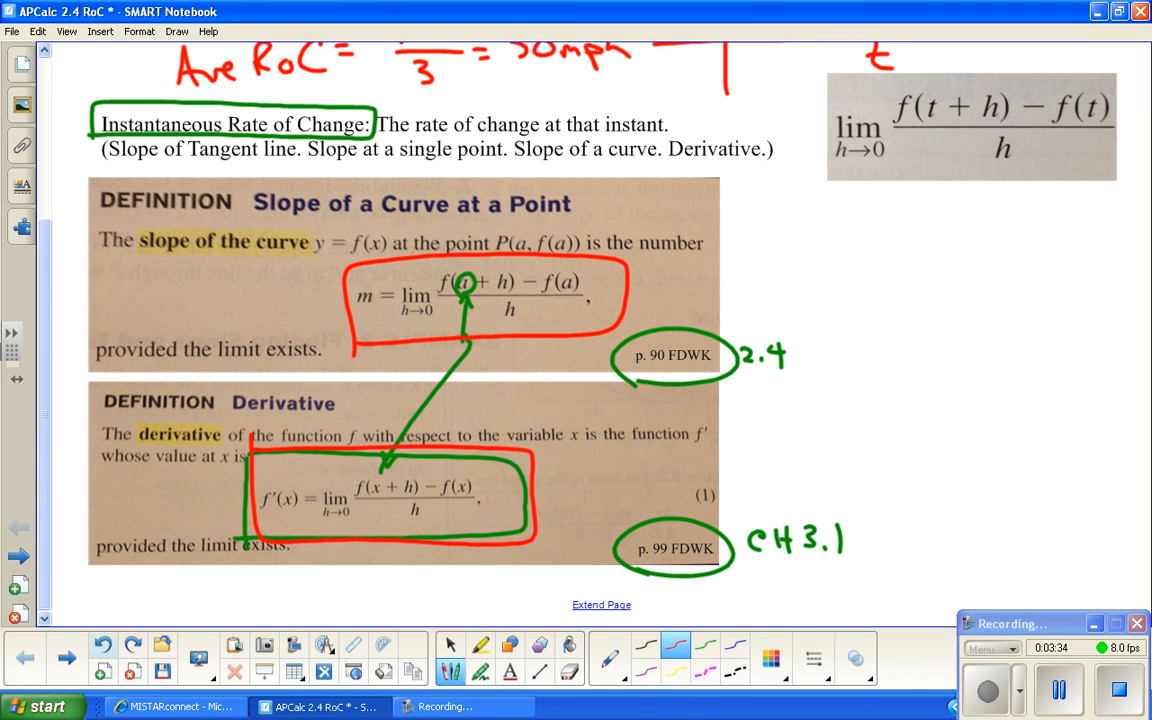 APCalc 2.4 RoC * - SMART Notebook
File Edit View Insert Format Draw Help
Ave RoC = 
3
= 50mph
t
Instantaneous Rate of Change: The rate of change at that instant.
(Slope of Tangent line. Slope at a single point. Slope of a curve. Derivative.)
lim h→0 f(t + h) − f(t) / h
DEFINITION Slope of a Curve at a Point
The slope of the curve y = f(x) at the point P(a, f(a)) is the number
m = lim h→0 f(a + h) − f(a) / h ,
provided the limit exists.
p. 90 FDWK
2.4
DEFINITION Derivative
The derivative of the function f with respect to the variable x is the function f′
whose value at x is
f′(x) = lim h→0 f(x + h) − f(x) / h ,
(1)
provided the limit exists.
p. 99 FDWK
CH 3.1
Extend Page
Recording...
Menu
0:03:34
8.0 fps
start
MISTARconnect - Mic...
APCalc 2.4 RoC * - S...
Recording...